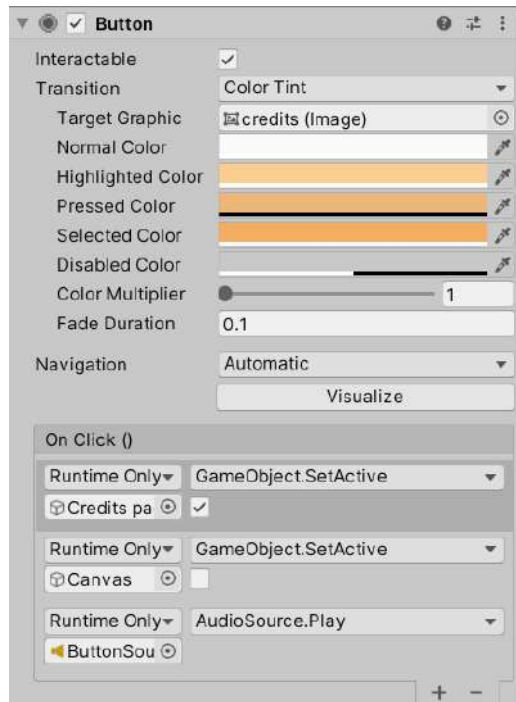 Button
Interactable
Transition Color Tint
Target Graphic credits (Image)
Normal Color
Highlighted Color
Pressed Color
Selected Color
Disabled Color
Color Multiplier 1
Fade Duration 0.1
Navigation Automatic
Visualize
On Click ()
Runtime Only GameObject.SetActive
Credits pa
Runtime Only GameObject.SetActive
Canvas
Runtime Only AudioSource.Play
ButtonSou